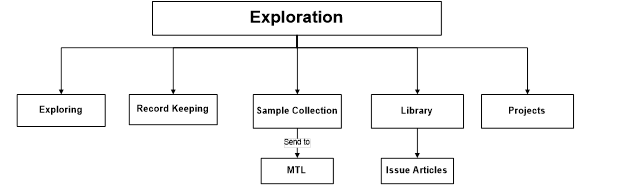 Exploration
Exploring
Record Keeping
Sample Collection
Library
Projects
Send to
MTL
Issue Articles